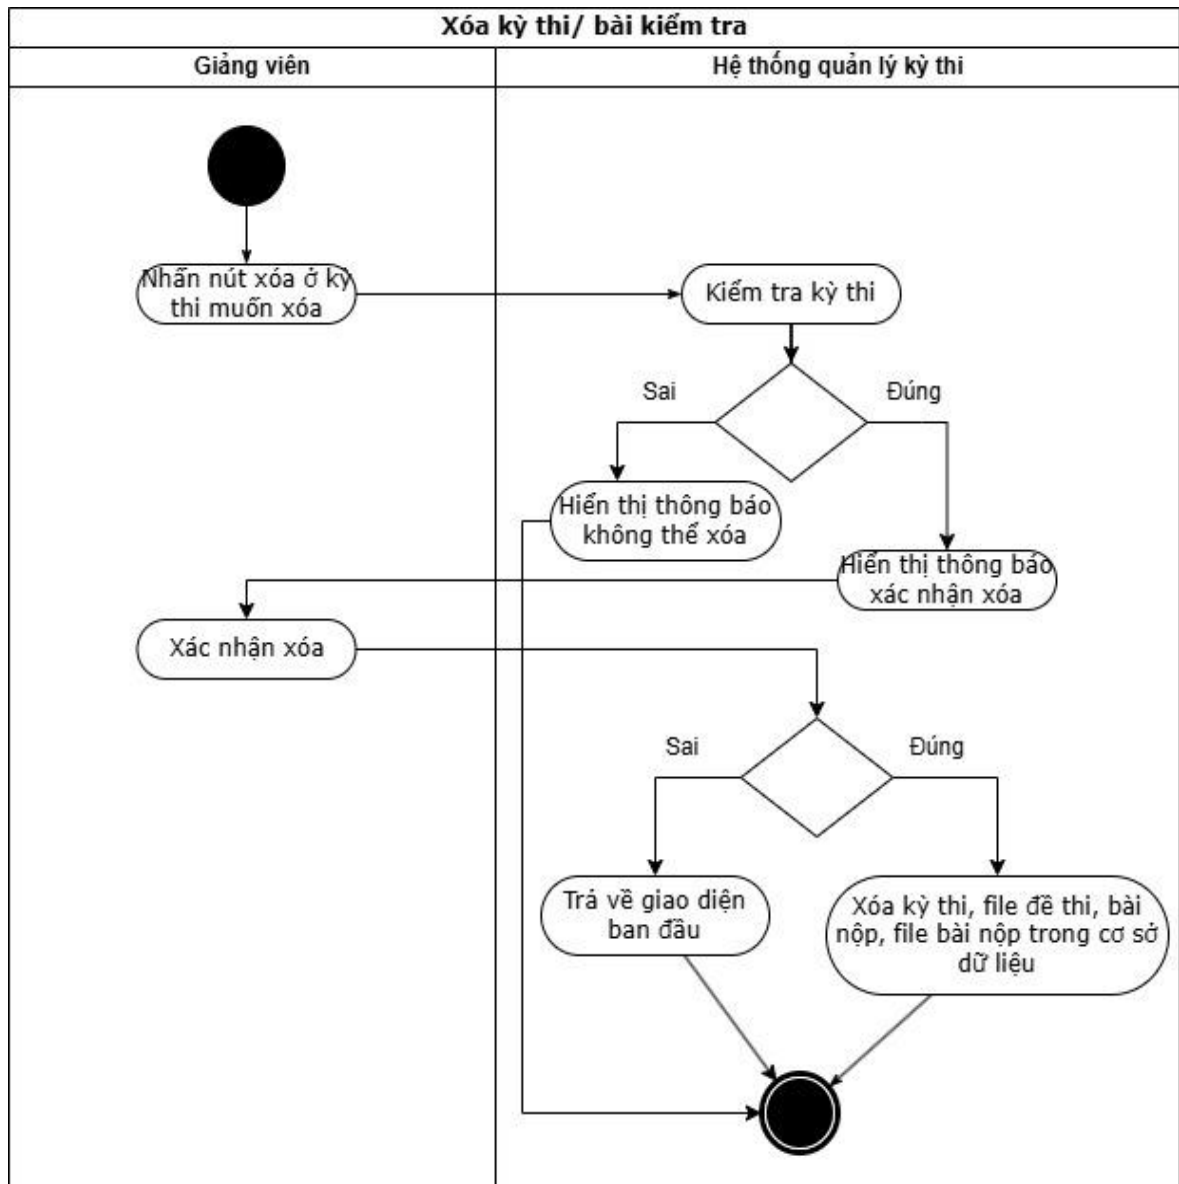 Xóa kỳ thi/ bài kiểm tra
Giảng viên
Hệ thống quản lý kỳ thi
Nhấn nút xóa ở kỳ
thi muốn xóa
Kiểm tra kỳ thi
Sai
Đúng
Hiển thị thông báo
không thể xóa
Hiển thị thông báo
xác nhận xóa
Xác nhận xóa
Sai
Đúng
Trả về giao diện
ban đầu
Xóa kỳ thi, file đề thi, bài
nộp, file bài nộp trong cơ sở
dữ liệu